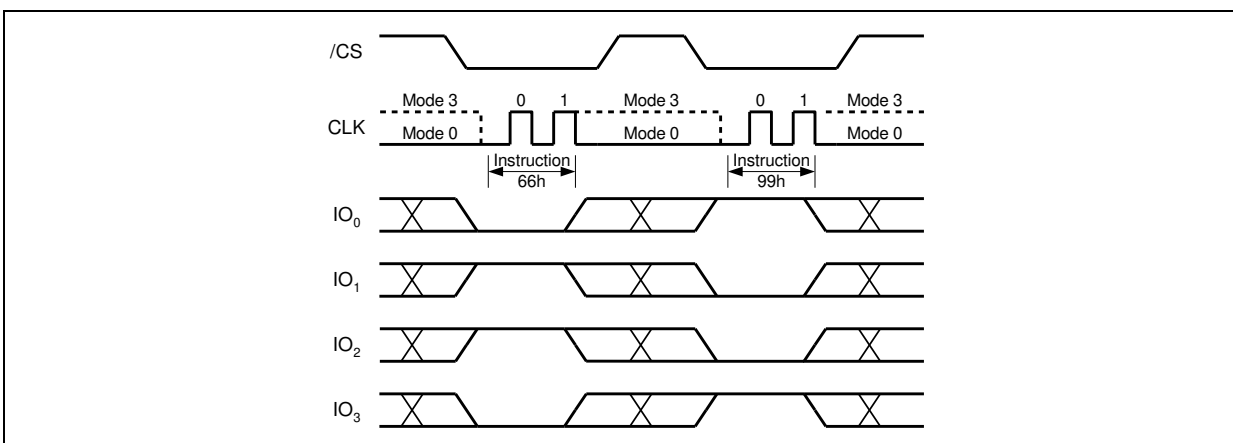 /CS
Mode 3 0 1 Mode 3 0 1 Mode 3
CLK
Mode 0 Mode 0 Mode 0
Instruction Instruction
66h 99h
IO0
IO1
IO2
IO3